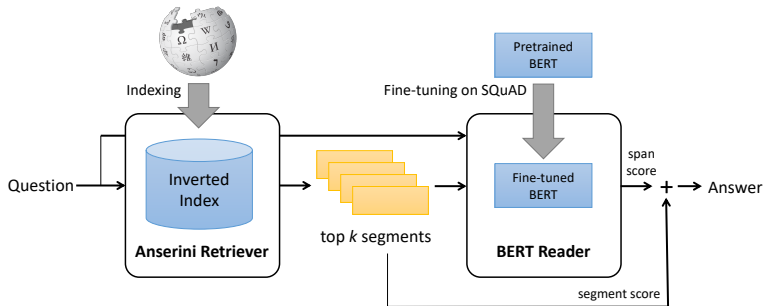 Ω
W
И
Pretrained
BERT
Indexing
Fine-tuning on SQuAD
Question
Inverted
Index
Fine-tuned
BERT
span
score
+
Answer
top k segments
Anserini Retriever
BERT Reader
segment score